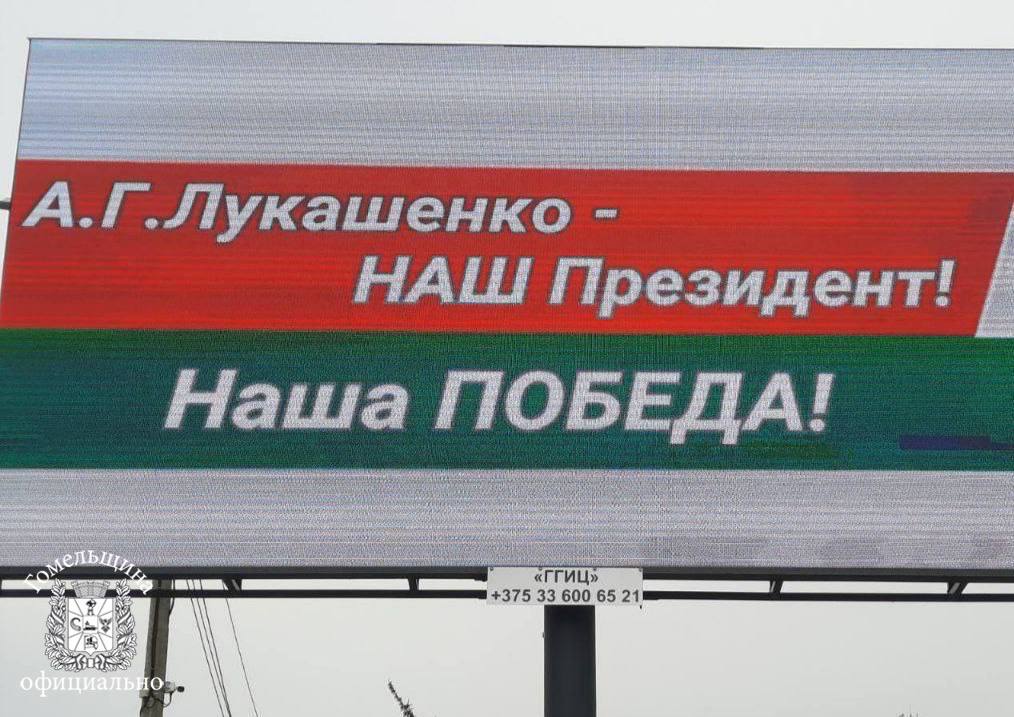 А.Г.Лукашенко -
НАШ Президент!
Наша ПОБЕДА!
«ГГИЦ»
+375 33 600 65 21
Гомельщина
официально